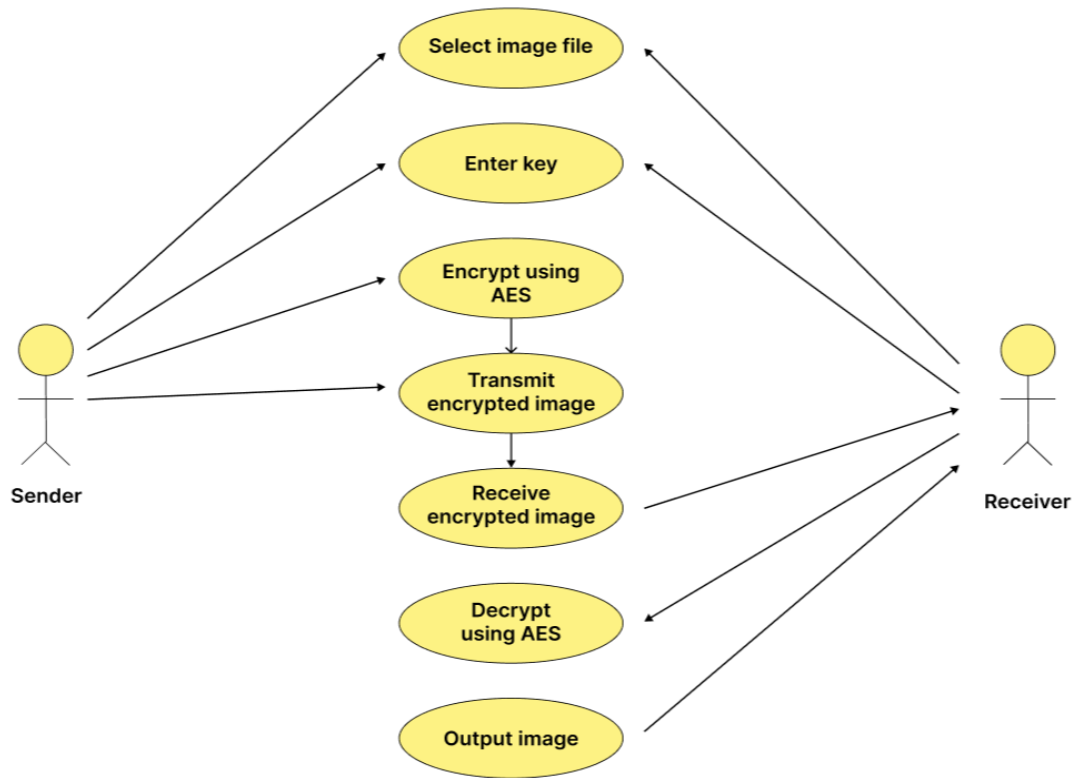 Select image file
Enter key
Encrypt using
AES
Transmit
encrypted image
Sender
Receive
encrypted image
Receiver
Decrypt
using AES
Output image